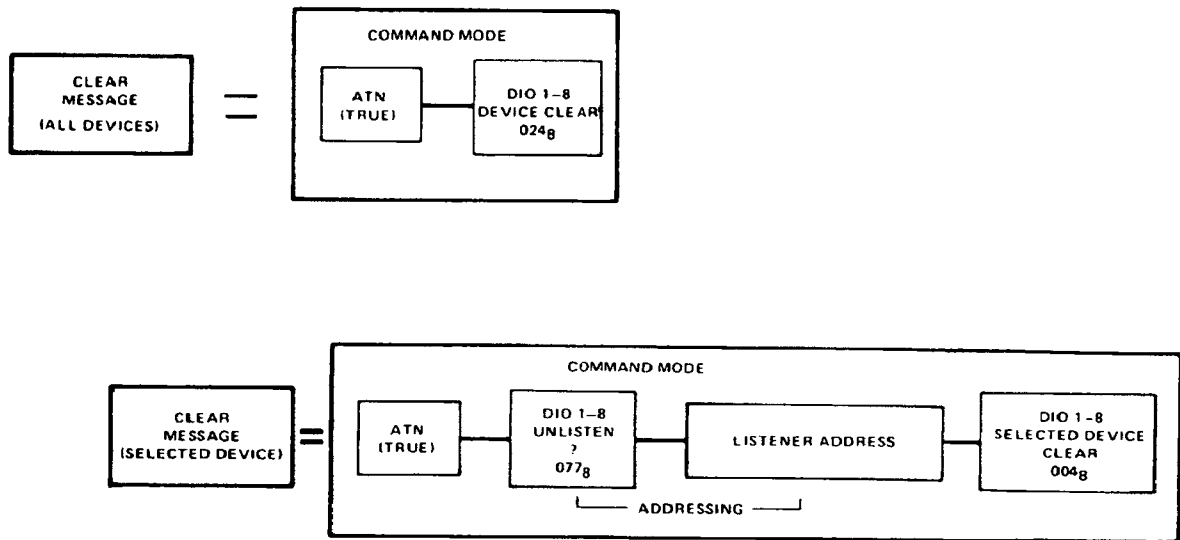 COMMAND MODE
CLEAR
MESSAGE
(ALL DEVICES)
=
ATN
(TRUE)
DIO 1-8
DEVICE CLEAR
024₈
COMMAND MODE
CLEAR
MESSAGE
(SELECTED DEVICE)
=
ATN
(TRUE)
DIO 1-8
UNLISTEN
?
077₈
LISTENER ADDRESS
DIO 1-8
SELECTED DEVICE
CLEAR
004₈
ADDRESSING